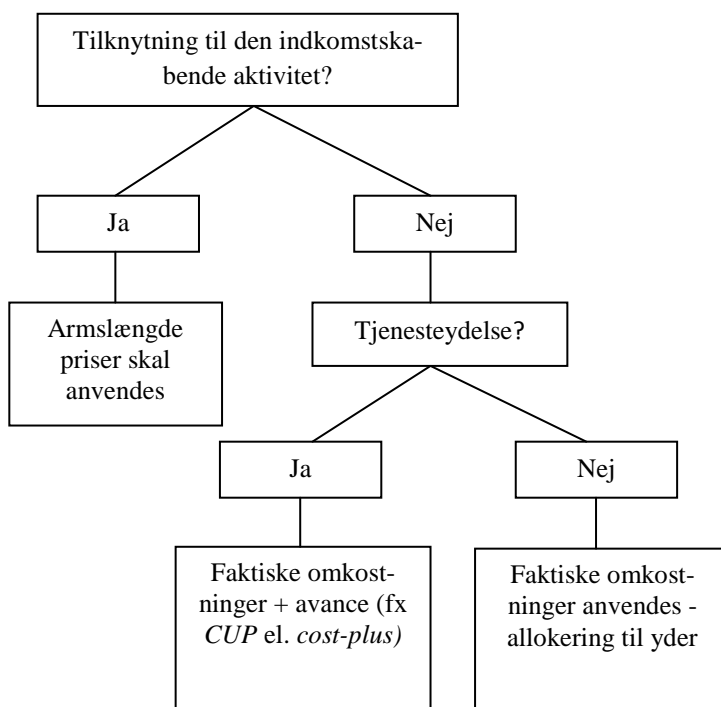 Tilknytning til den indkomstska-
bende aktivitet?
Ja
Nej
Armslængde
priser skal
anvendes
Tjenesteydelse?
Ja
Nej
Faktiske omkost-
ninger + avance (fx
CUP el. cost-plus)
Faktiske omkost-
ninger anvendes -
allokering til yder